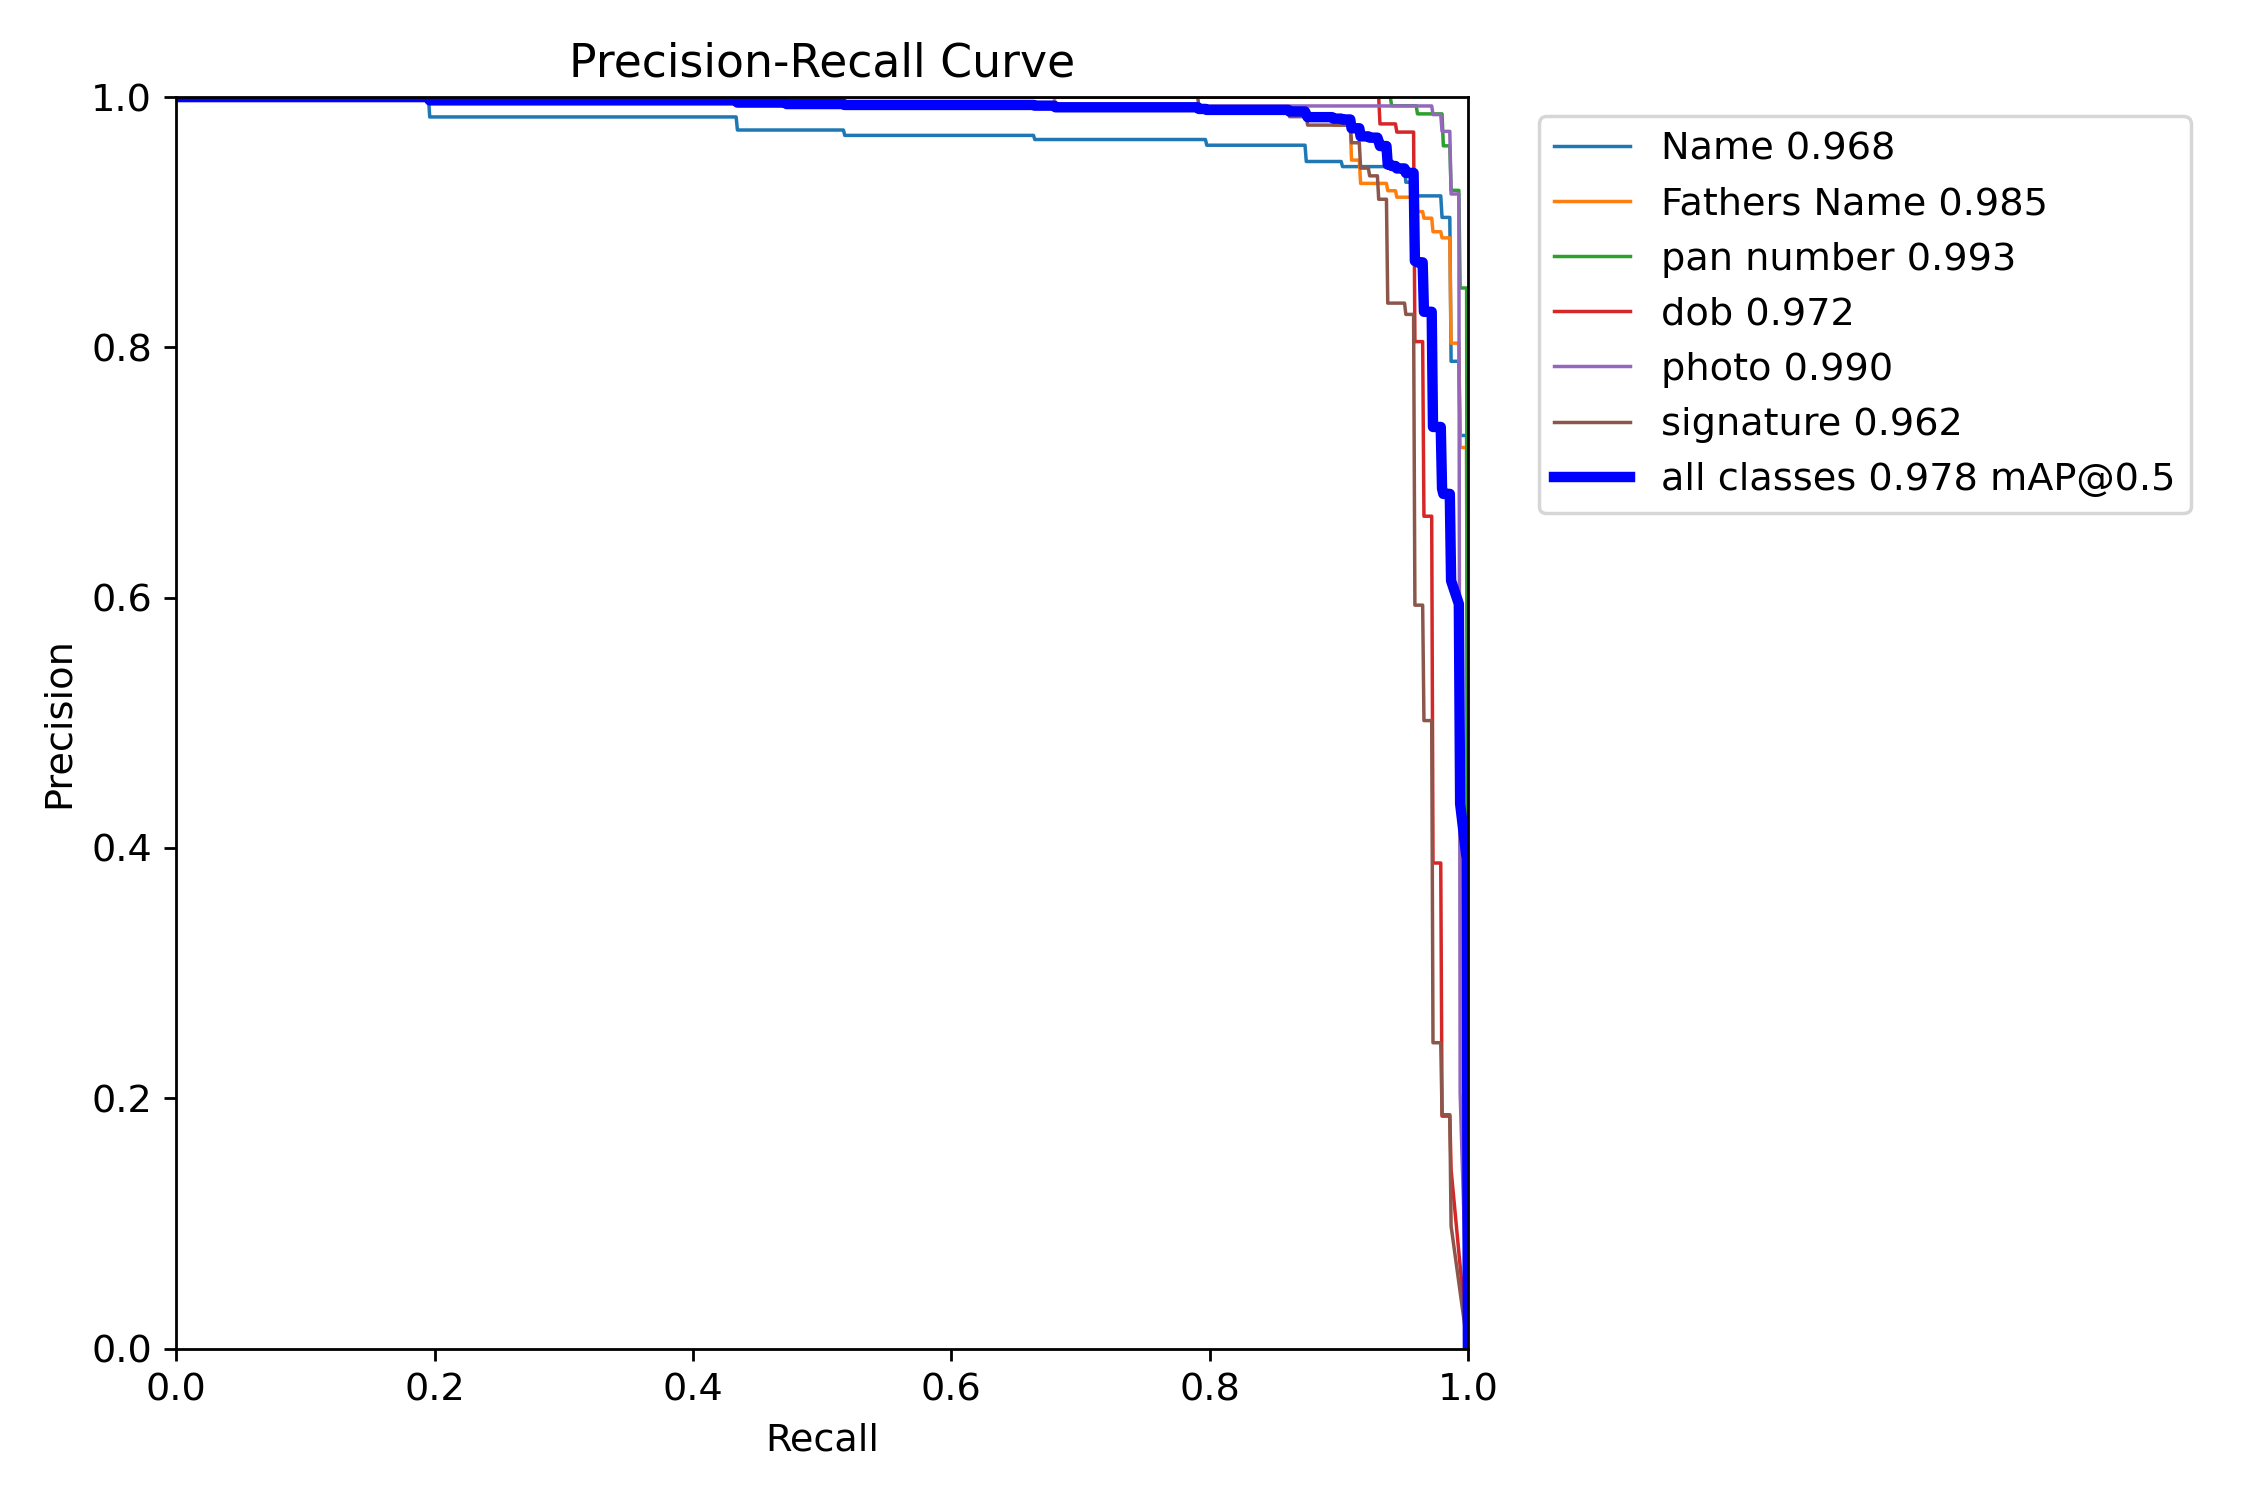 Precision-Recall Curve
1.0
0.8
0.6
0.4
0.2
0.0
Precision
0.0 0.2 0.4 0.6 0.8 1.0
Recall
Name 0.968
Fathers Name 0.985
pan number 0.993
dob 0.972
photo 0.990
signature 0.962
all classes 0.978 mAP@0.5